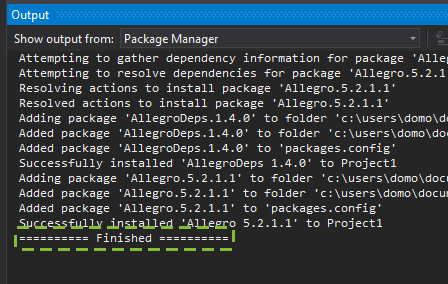 Output
Show output from: Package Manager
Attempting to gather dependency information for package 'Alleg
Attempting to resolve dependencies for package 'Allegro.5.2.1
Resolving actions to install package 'Allegro.5.2.1.1'
Resolved actions to install package 'Allegro.5.2.1.1'
Adding package 'AllegroDeps.1.4.0' to folder 'c:\users\domo\do
Added package 'AllegroDeps.1.4.0' to folder 'c:\users\domo\doc
Added package 'AllegroDeps.1.4.0' to 'packages.config'
Successfully installed 'AllegroDeps 1.4.0' to Project1
Adding package 'Allegro.5.2.1.1' to folder 'c:\users\domo\docu
Added package 'Allegro.5.2.1.1' to folder 'c:\users\domo\docum
Added package 'Allegro.5.2.1.1' to 'packages.config'
Successfully installed 'Allegro 5.2.1.1' to Project1
========== Finished ==========